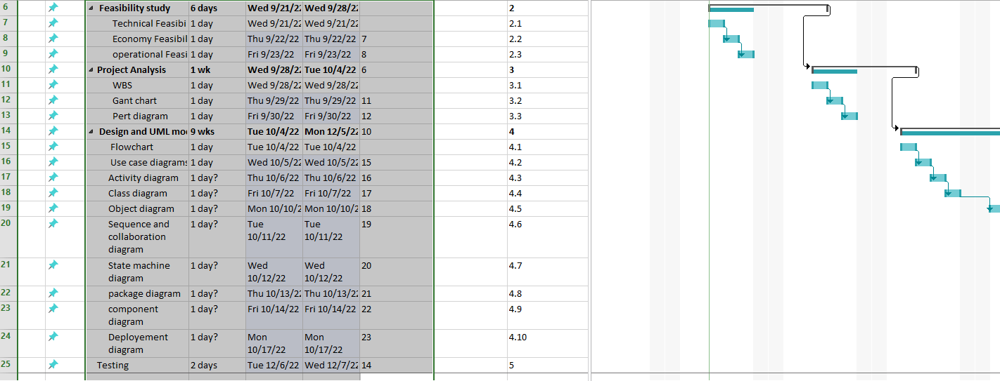 6 Feasibility study 6 days Wed 9/21/22 Wed 9/28/22 2
7 Technical Feasibi 1 day Wed 9/21/22 Wed 9/21/22 2.1
8 Economy Feasibil 1 day Thu 9/22/22 Thu 9/22/22 7 2.2
9 operational Feasi 1 day Fri 9/23/22 Fri 9/23/22 8 2.3
10 Project Analysis 1 wk Wed 9/28/22 Tue 10/4/22 6 3
11 WBS 1 day Wed 9/28/22 Wed 9/28/22 3.1
12 Gant chart 1 day Thu 9/29/22 Thu 9/29/22 11 3.2
13 Pert diagram 1 day Fri 9/30/22 Fri 9/30/22 12 3.3
14 Design and UML mo 9 wks Tue 10/4/22 Mon 12/5/22 10 4
15 Flowchart 1 day Tue 10/4/22 Tue 10/4/22 4.1
16 Use case diagrams 1 day Wed 10/5/22 Wed 10/5/22 15 4.2
17 Activity diagram 1 day? Thu 10/6/22 Thu 10/6/22 16 4.3
18 Class diagram 1 day? Fri 10/7/22 Fri 10/7/22 17 4.4
19 Object diagram 1 day? Mon 10/10/2 Mon 10/10/2 18 4.5
20 Sequence and 1 day? Tue Tue 19 4.6
collaboration 10/11/22 10/11/22
diagram
21 State machine 1 day? Wed Wed 20 4.7
diagram 10/12/22 10/12/22
22 package diagram 1 day? Thu 10/13/22 Thu 10/13/22 21 4.8
23 component 1 day? Fri 10/14/22 Fri 10/14/22 22 4.9
diagram
24 Deployement 1 day? Mon Mon 23 4.10
diagram 10/17/22 10/17/22
25 Testing 2 days Tue 12/6/22 Wed 12/7/22 14 5